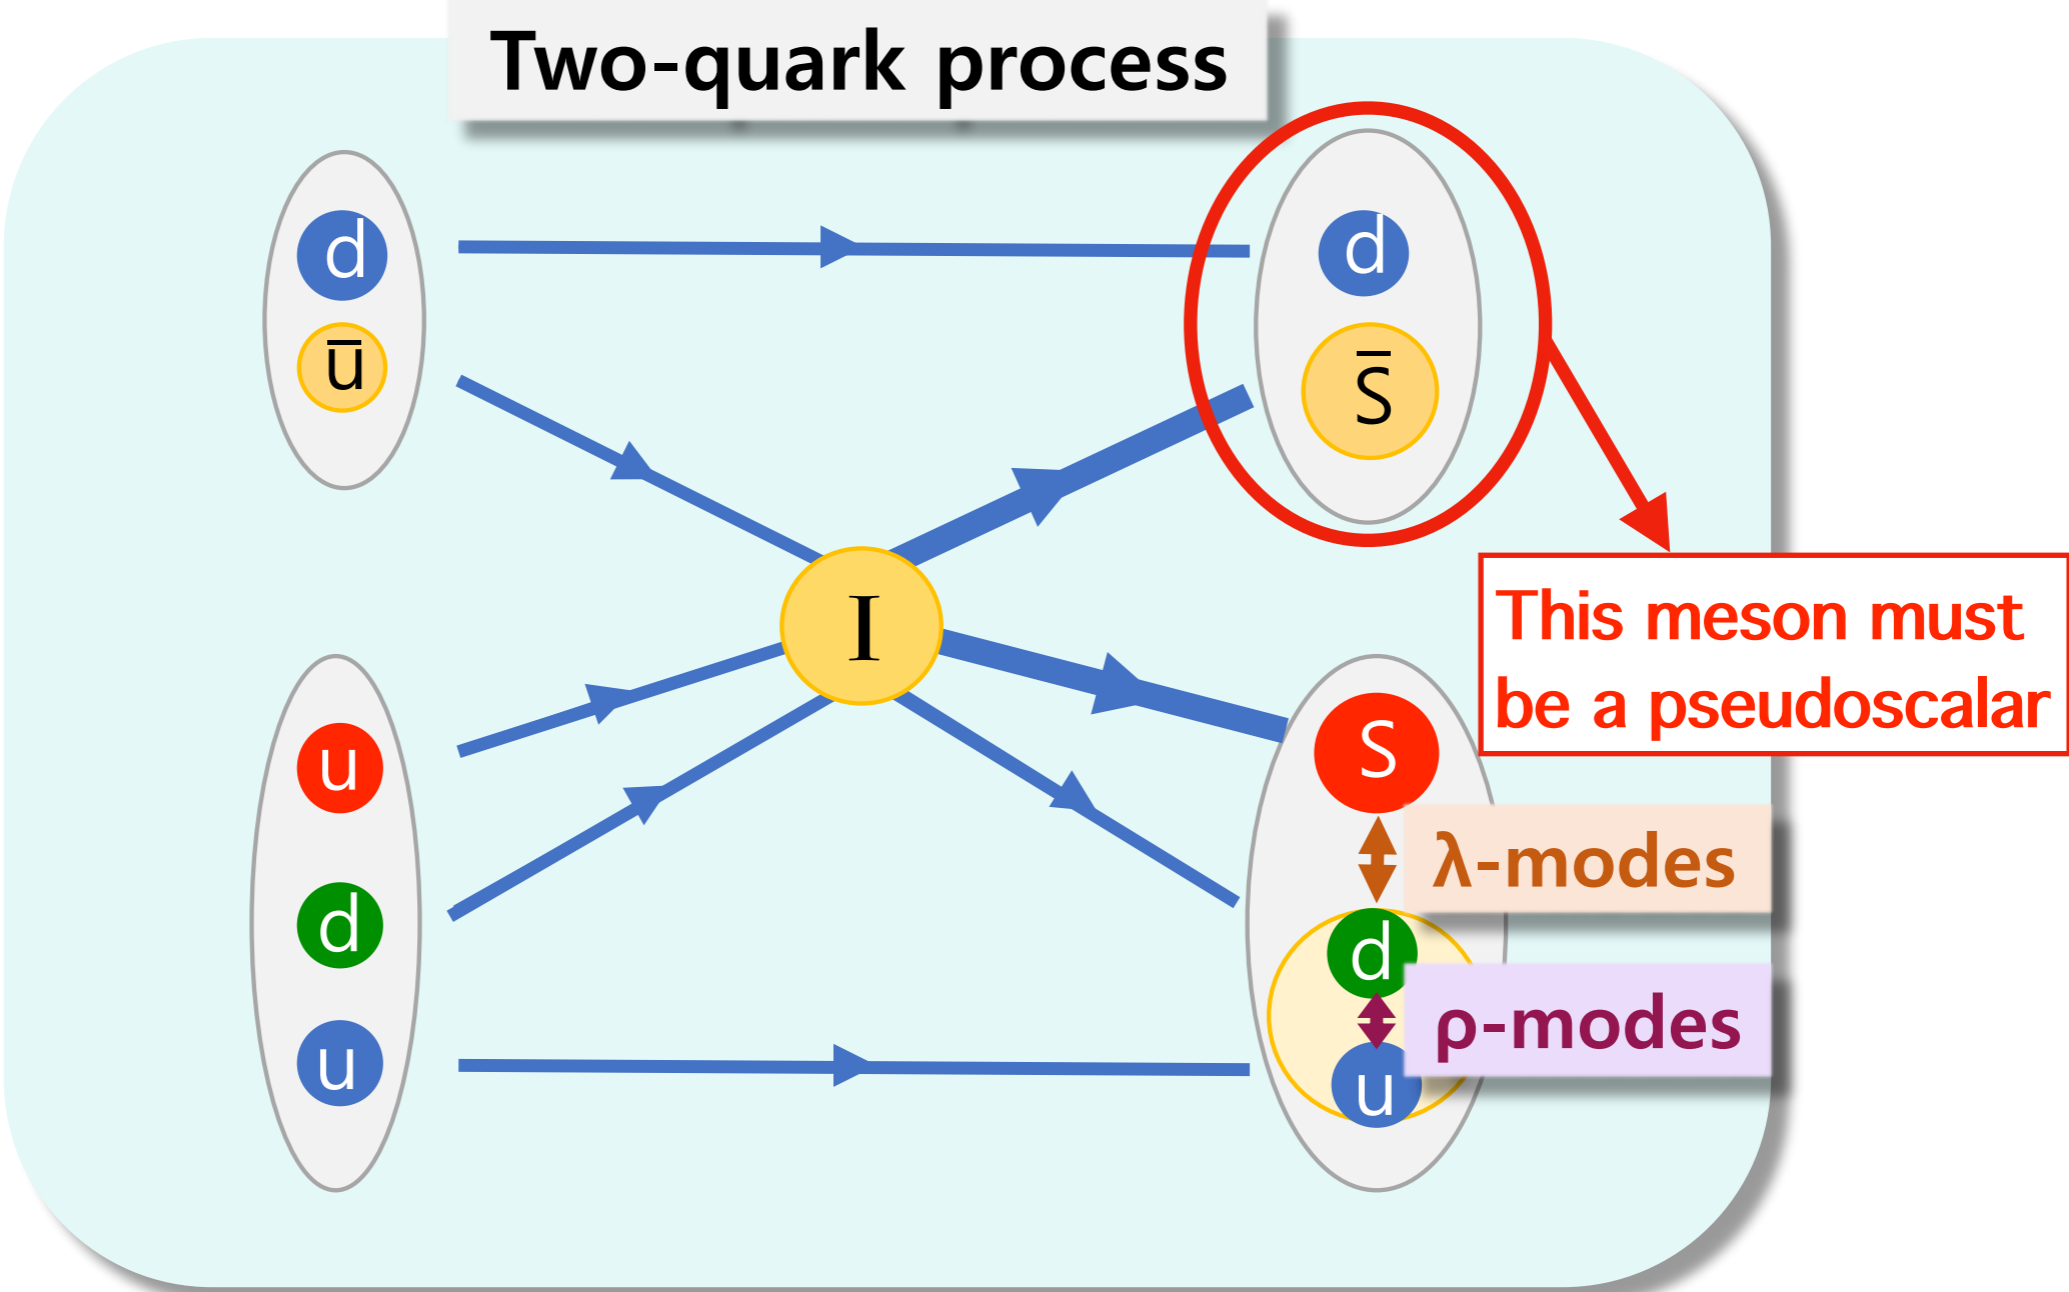 Two-quark process
d
ū
d
S̄
I
This meson must
be a pseudoscalar
u
d
u
S
λ-modes
d
ρ-modes
u